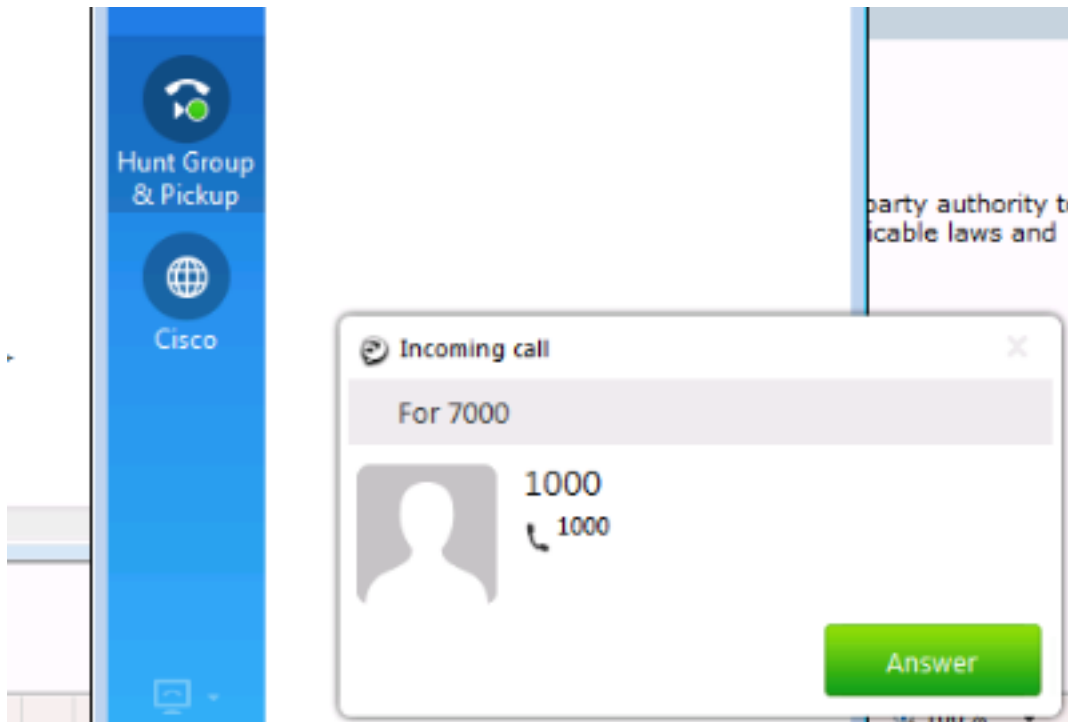 Hunt Group
& Pickup
Cisco
party authority to
icable laws and
Incoming call
For 7000
1000
1000
Answer